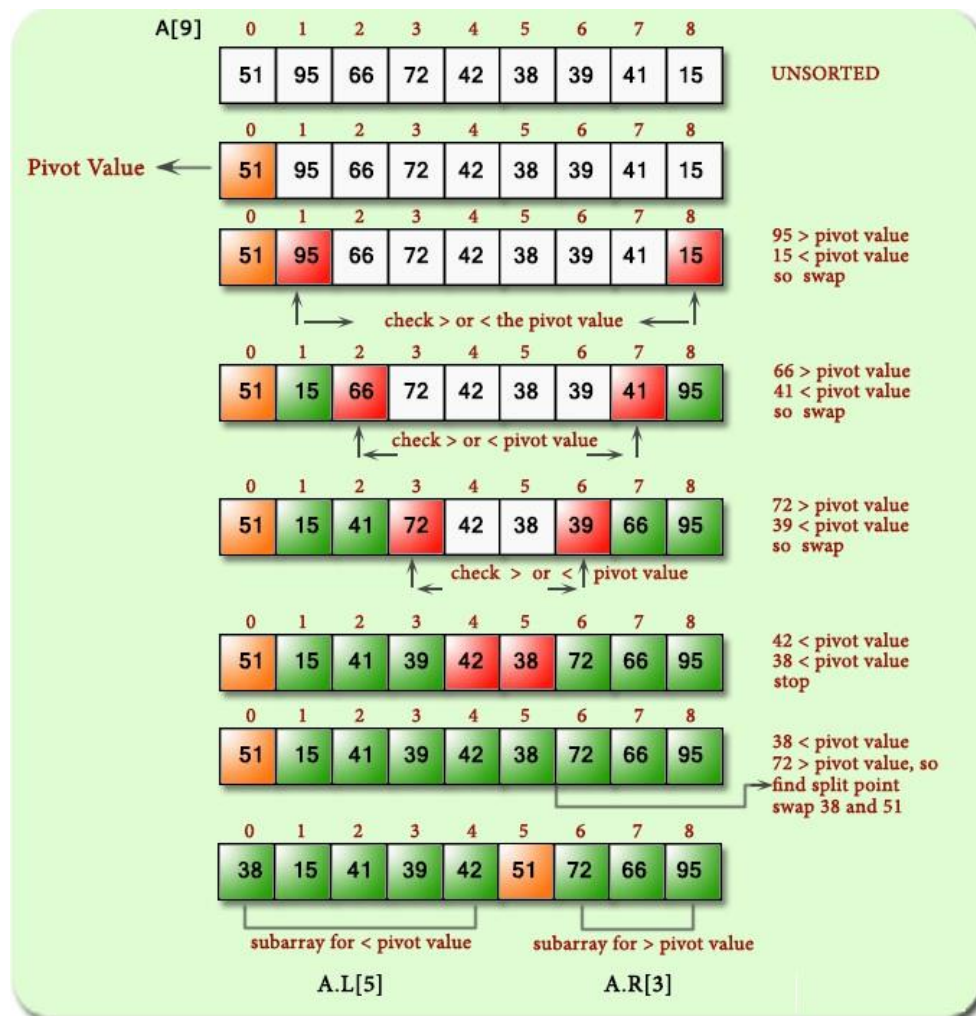 A[9]
0 1 2 3 4 5 6 7 8
51 95 66 72 42 38 39 41 15
UNSORTED
0 1 2 3 4 5 6 7 8
Pivot Value
51 95 66 72 42 38 39 41 15
0 1 2 3 4 5 6 7 8
51 95 66 72 42 38 39 41 15
95 > pivot value
15 < pivot value
so swap
check > or < the pivot value
0 1 2 3 4 5 6 7 8
51 15 66 72 42 38 39 41 95
66 > pivot value
41 < pivot value
so swap
check > or < pivot value
0 1 2 3 4 5 6 7 8
51 15 41 72 42 38 39 66 95
72 > pivot value
39 < pivot value
so swap
check > or < pivot value
0 1 2 3 4 5 6 7 8
51 15 41 39 42 38 72 66 95
42 < pivot value
38 < pivot value
stop
0 1 2 3 4 5 6 7 8
51 15 41 39 42 38 72 66 95
38 < pivot value
72 > pivot value, so
find split point
swap 38 and 51
0 1 2 3 4 5 6 7 8
38 15 41 39 42 51 72 66 95
subarray for < pivot value
subarray for > pivot value
A.L[5]
A.R[3]